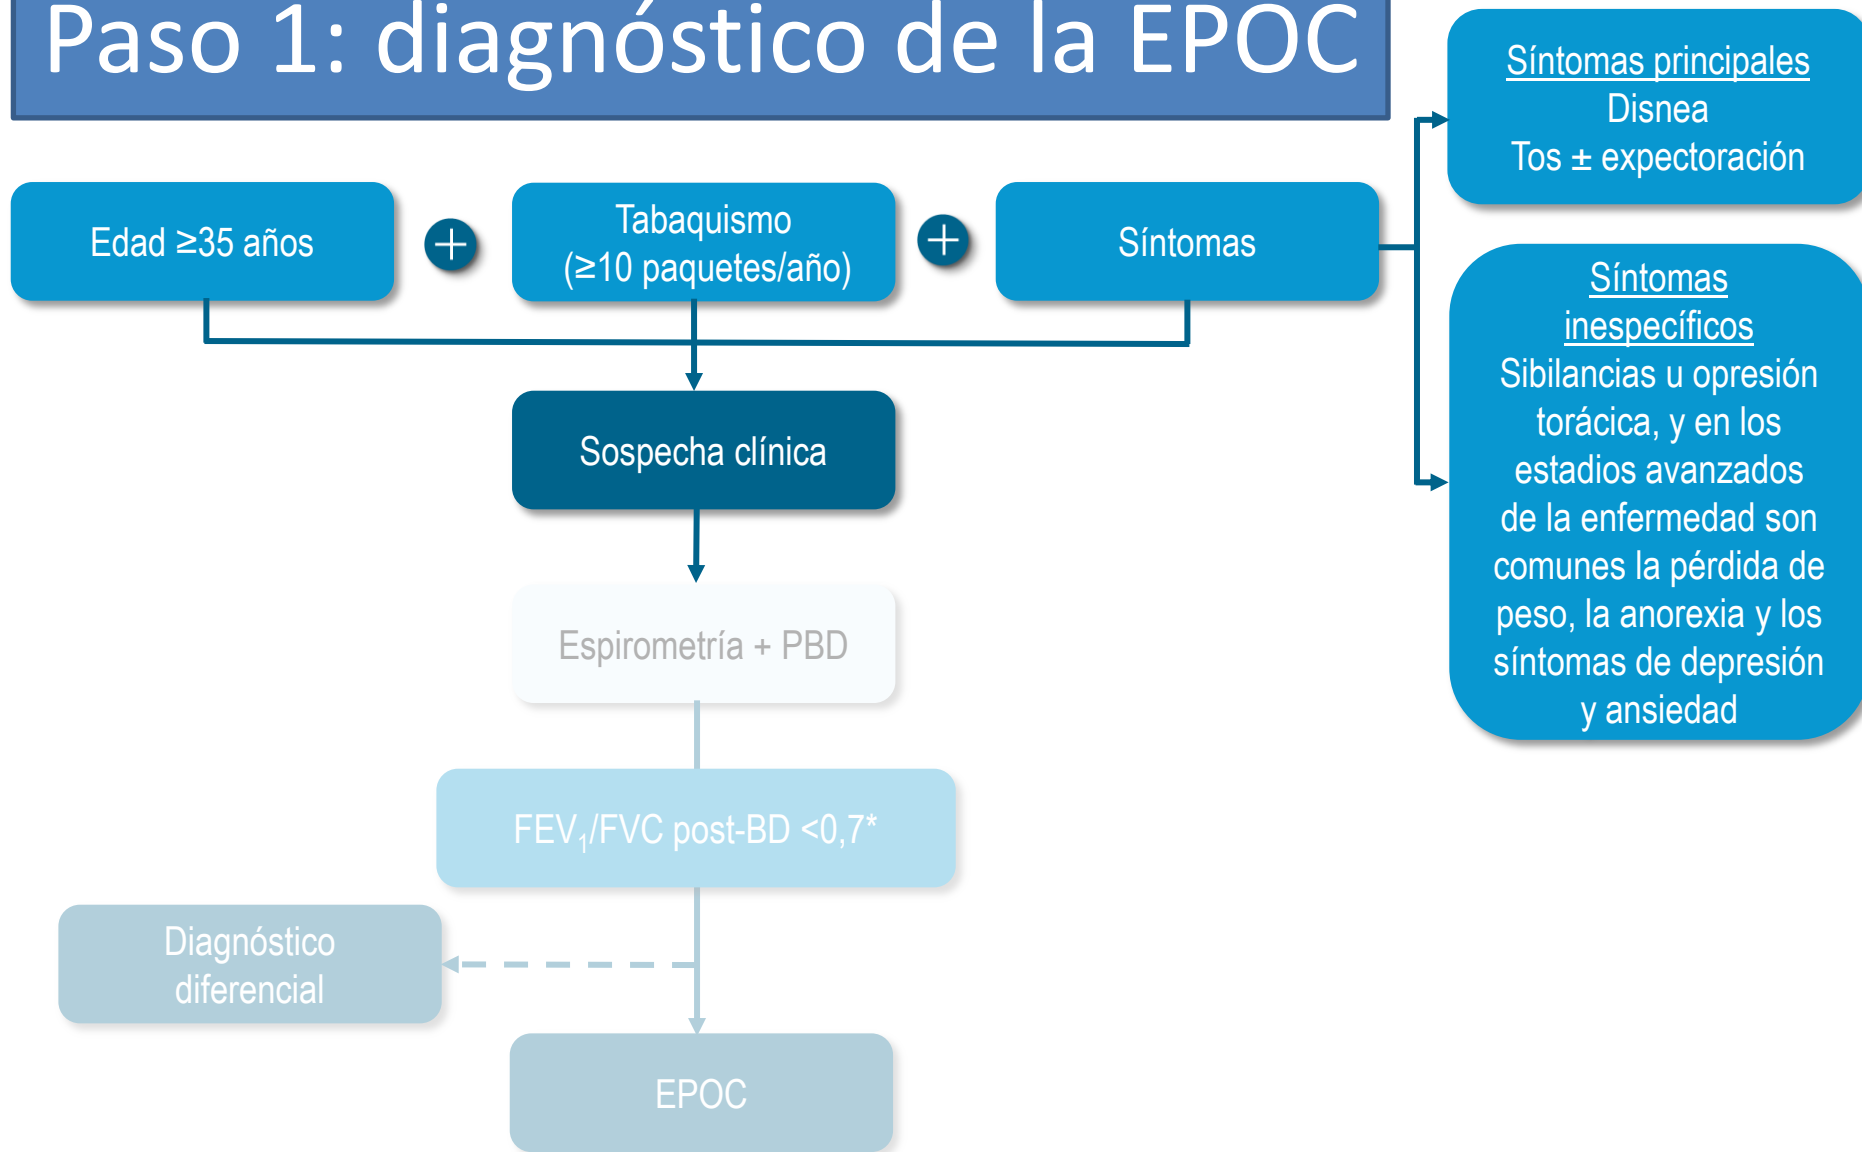 Paso 1: diagnóstico de la EPOC
Síntomas principales
Disnea
Tos ± expectoración
Edad ≥35 años
+
Tabaquismo
(≥10 paquetes/año)
+
Síntomas
Síntomas
inespecíficos
Sibilancias u opresión
torácica, y en los
estadios avanzados
de la enfermedad son
comunes la pérdida de
peso, la anorexia y los
síntomas de depresión
y ansiedad
Sospecha clínica
Espirometría + PBD
FEV₁/FVC post-BD <0,7*
Diagnóstico
diferencial
EPOC